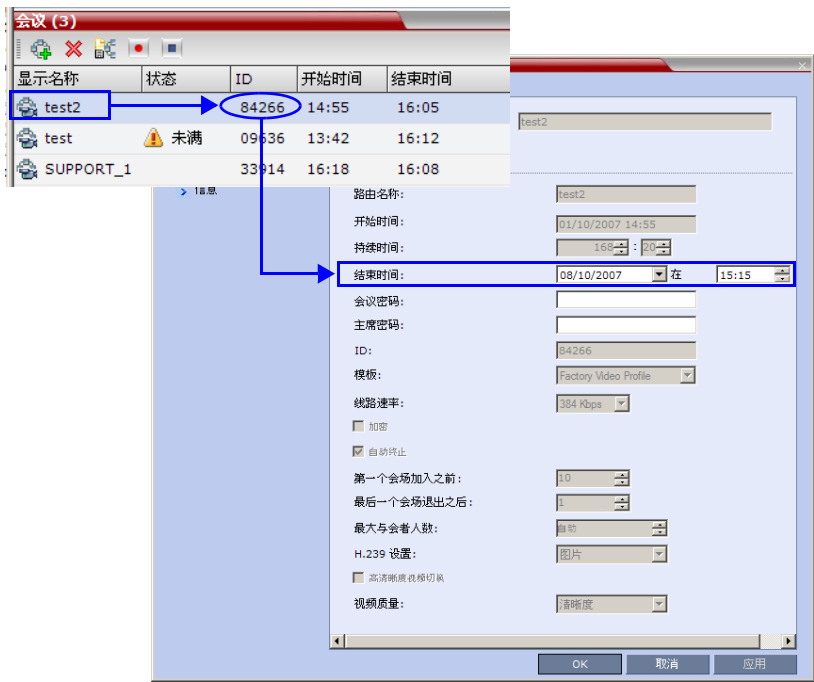 会议 (3)
显示名称 状态 ID 开始时间 结束时间
test2 84266 14:55 16:05
test 未满 09636 13:42 16:12
SUPPORT_1 33914 16:18 16:08
test2
信息
路由名称: test2
开始时间: 01/10/2007 14:55
持续时间: 168 : 20
结束时间: 08/10/2007 在 15:15
会议密码:
主席密码:
ID: 84266
模板: Factory Video Profile
线路速率: 384 Kbps
加密
自动终止
第一个会场加入之前: 10
最后一个会场退出之后: 1
最大与会者人数: 自动
H.239 设置: 图片
高清晰度视频切换
视频质量: 清晰度
OK 取消 应用